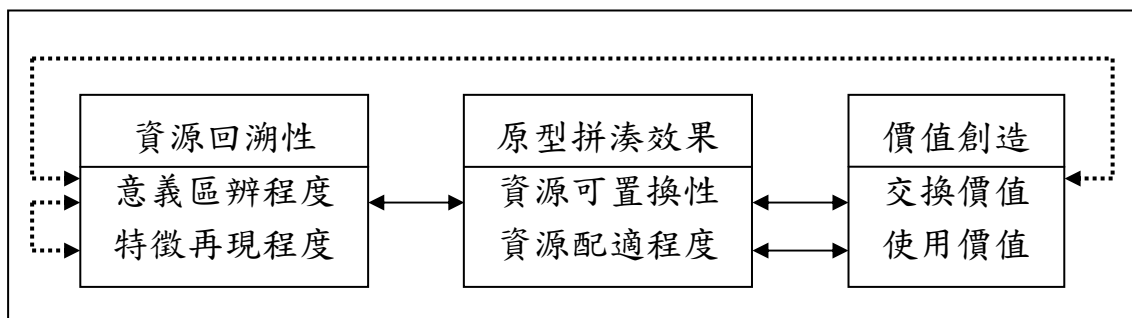 資源回溯性
意義區辨程度
特徵再現程度
原型拼湊效果
資源可置換性
資源配適程度
價值創造
交換價值
使用價值